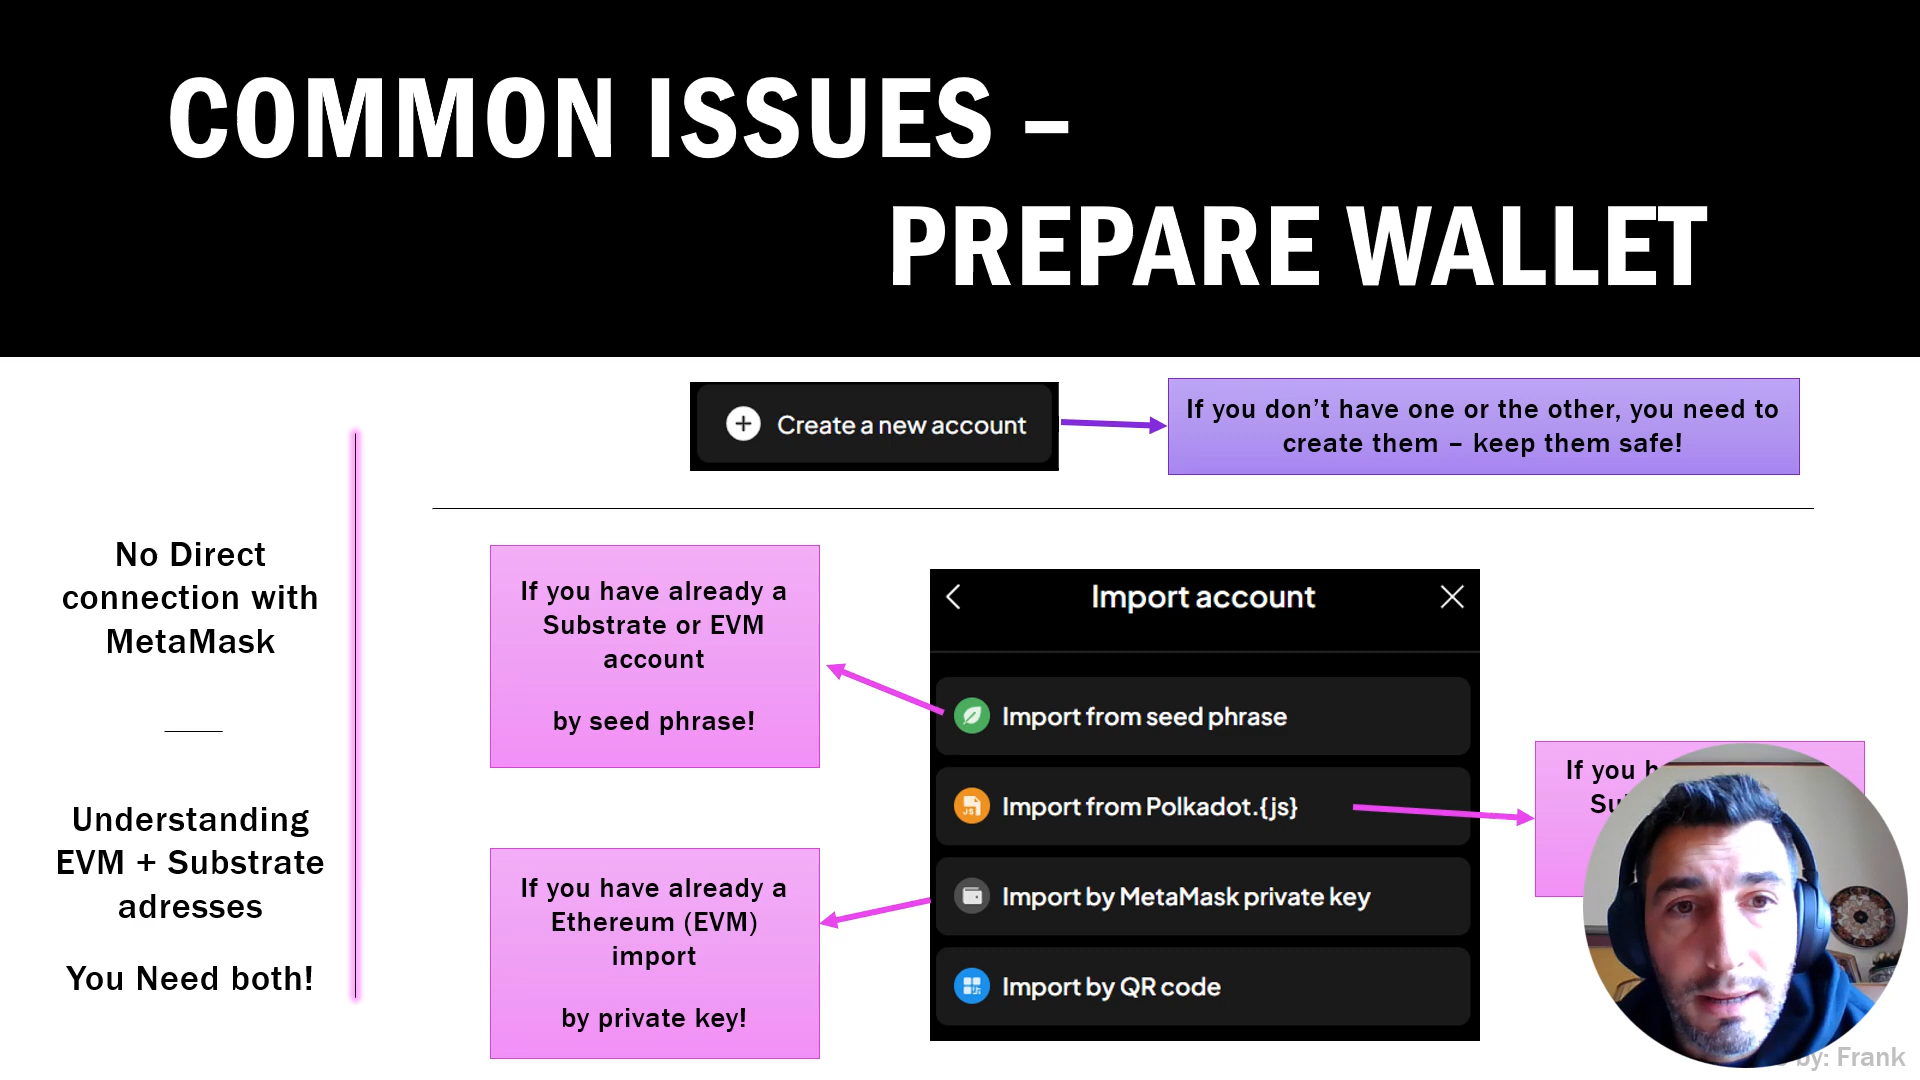 COMMON ISSUES –
PREPARE WALLET
Create a new account
If you don’t have one or the other, you need to
create them – keep them safe!
No Direct
connection with
MetaMask
Understanding
EVM + Substrate
adresses
You Need both!
If you have already a
Substrate or EVM
account
by seed phrase!
If you have already a
Ethereum (EVM)
import
by private key!
Import account
Import from seed phrase
Import from Polkadot.{js}
Import by MetaMask private key
Import by QR code
If you
by: Frank